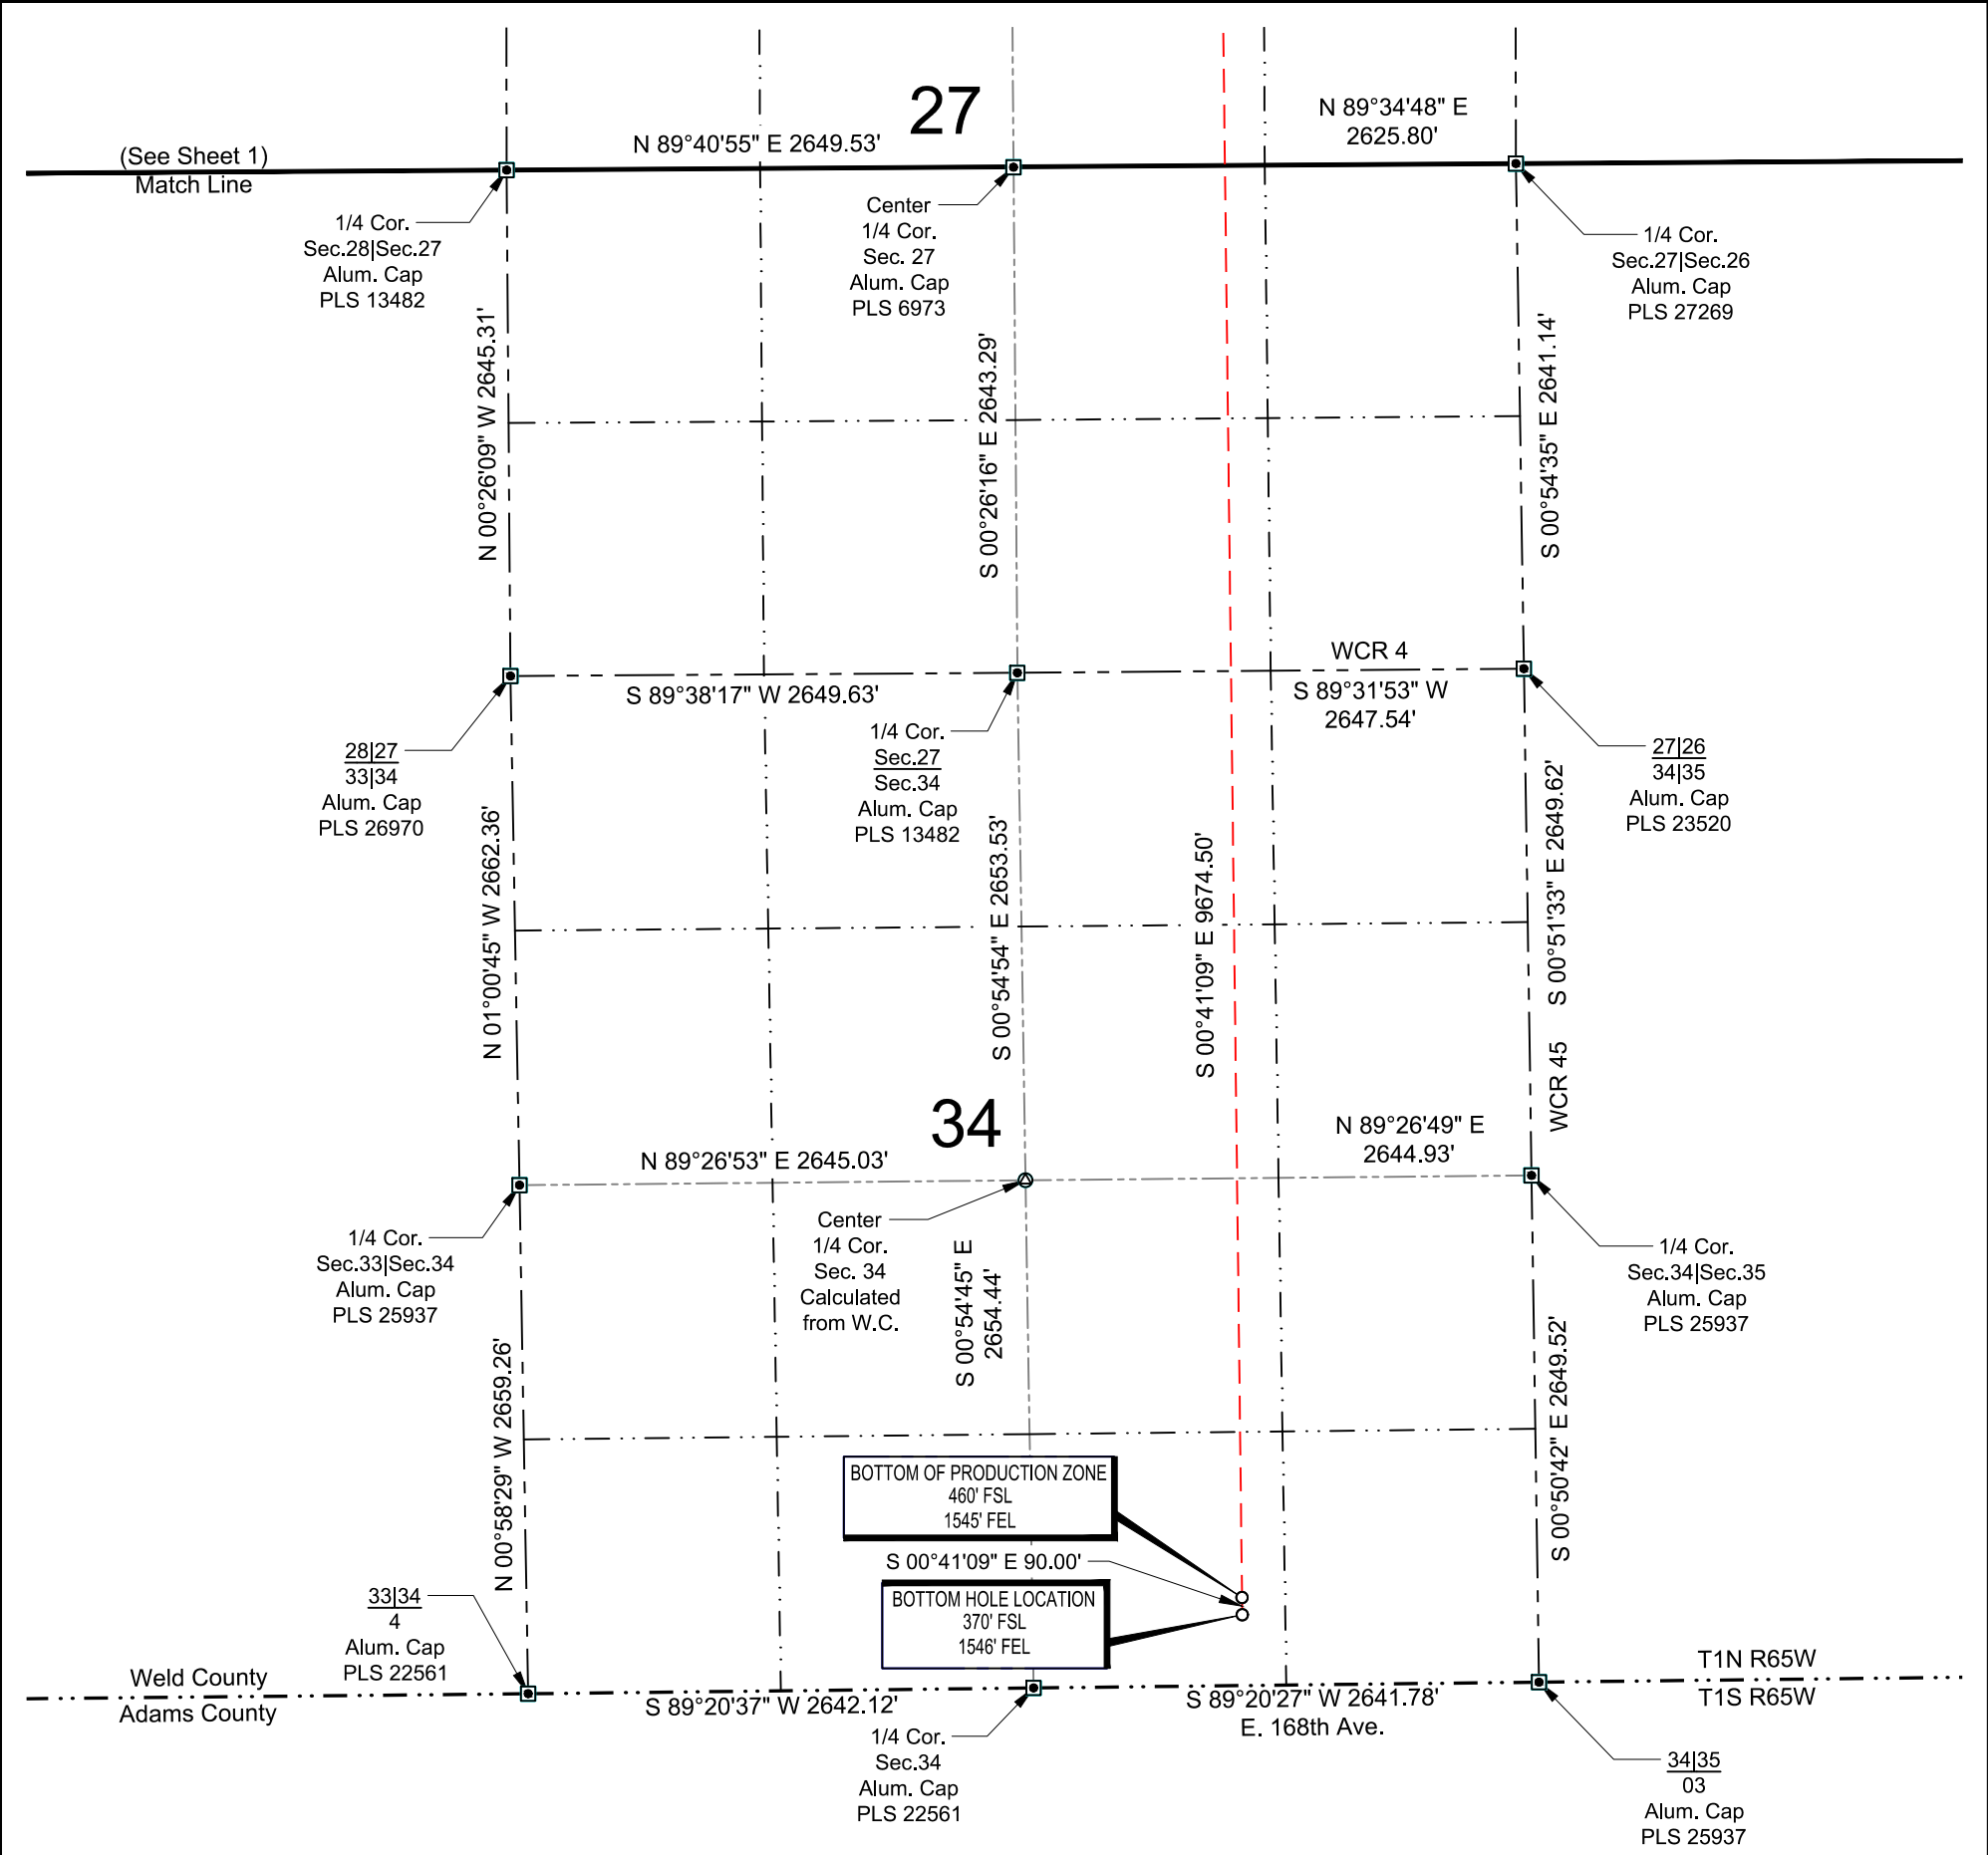 27
N 89°34'48" E
2625.80'
N 89°40'55" E 2649.53'
(See Sheet 1)
Match Line
1/4 Cor.
Sec.28|Sec.27
Alum. Cap
PLS 13482
Center
1/4 Cor.
Sec. 27
Alum. Cap
PLS 6973
1/4 Cor.
Sec.27|Sec.26
Alum. Cap
PLS 27269
N 00°26'09" W 2645.31'
S 00°26'16" E 2643.29'
S 00°54'35" E 2641.14'
WCR 4
S 89°38'17" W 2649.63'
S 89°31'53" W
2647.54'
28|27
33|34
Alum. Cap
PLS 26970
1/4 Cor.
Sec.27
Sec.34
Alum. Cap
PLS 13482
27|26
34|35
Alum. Cap
PLS 23520
N 01°00'45" W 2662.36'
S 00°54'54" E 2653.53'
S 00°41'09" E 9674.50'
WCR 45 S 00°51'33" E 2649.62'
34
N 89°26'53" E 2645.03'
N 89°26'49" E
2644.93'
1/4 Cor.
Sec.33|Sec.34
Alum. Cap
PLS 25937
Center
1/4 Cor.
Sec. 34
Calculated
from W.C.
S 00°54'45" E
2654.44'
1/4 Cor.
Sec.34|Sec.35
Alum. Cap
PLS 25937
N 00°58'29" W 2659.26'
S 00°50'42" E 2649.52'
BOTTOM OF PRODUCTION ZONE
460' FSL
1545' FEL
S 00°41'09" E 90.00'
BOTTOM HOLE LOCATION
370' FSL
1546' FEL
33|34
4
Alum. Cap
PLS 22561
Weld County
Adams County
T1N R65W
T1S R65W
S 89°20'37" W 2642.12'
S 89°20'27" W 2641.78'
E. 168th Ave.
1/4 Cor.
Sec.34
Alum. Cap
PLS 22561
34|35
03
Alum. Cap
PLS 25937